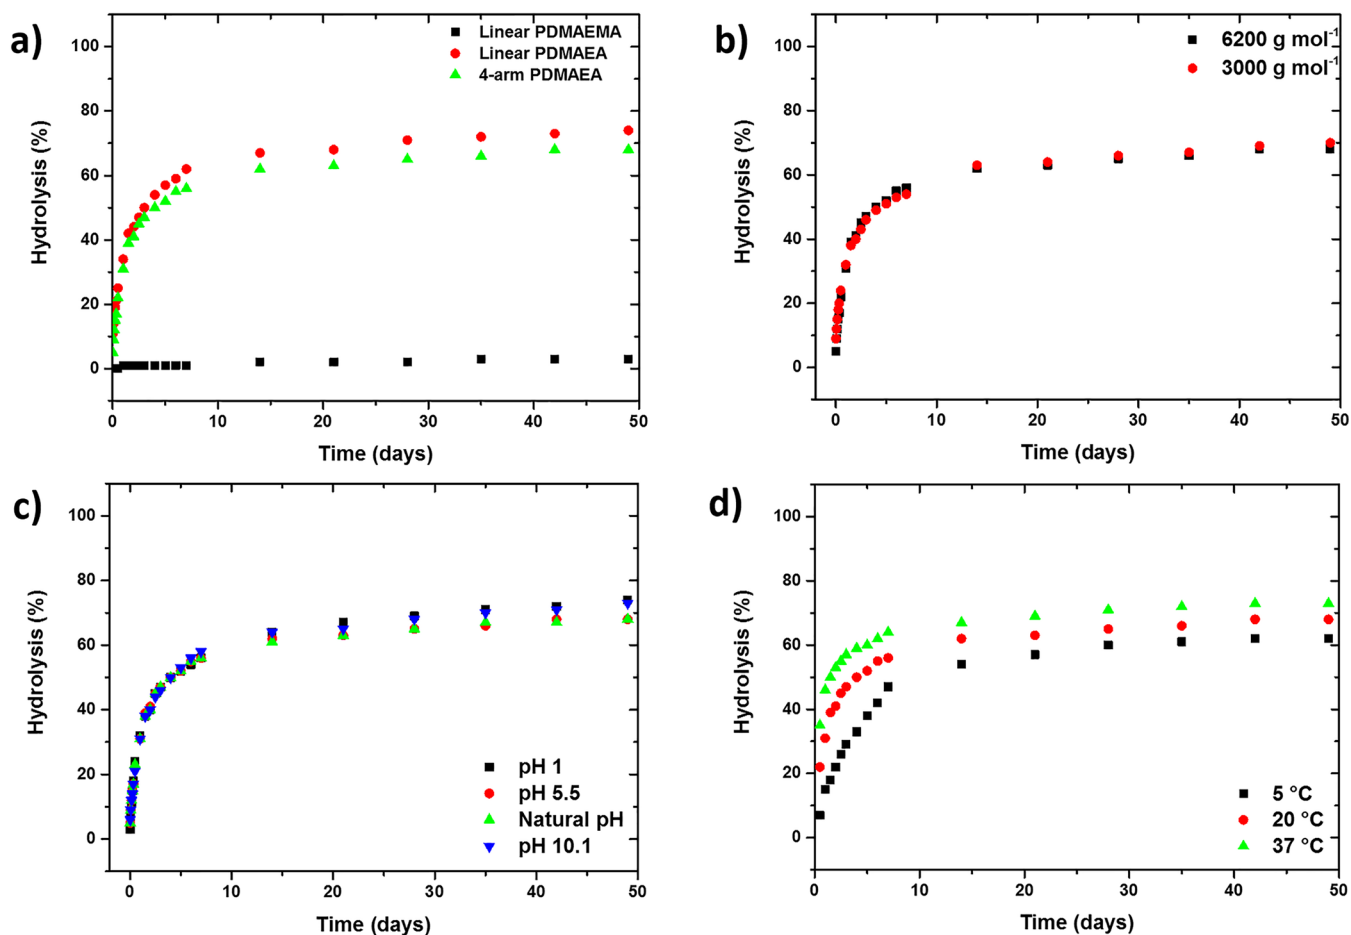 a)
Linear PDMAEMA
Linear PDMAEA
4-arm PDMAEA
100
80
60
40
20
0
Hydrolysis (%)
0 10 20 30 40 50
Time (days)
b)
6200 g mol⁻¹
3000 g mol⁻¹
100
80
60
40
20
0
Hydrolysis (%)
0 10 20 30 40 50
Time (days)
c)
100
80
60
40
20
0
Hydrolysis (%)
pH 1
pH 5.5
Natural pH
pH 10.1
0 10 20 30 40 50
Time (days)
d)
100
80
60
40
20
0
Hydrolysis (%)
5 °C
20 °C
37 °C
0 10 20 30 40 50
Time (days)